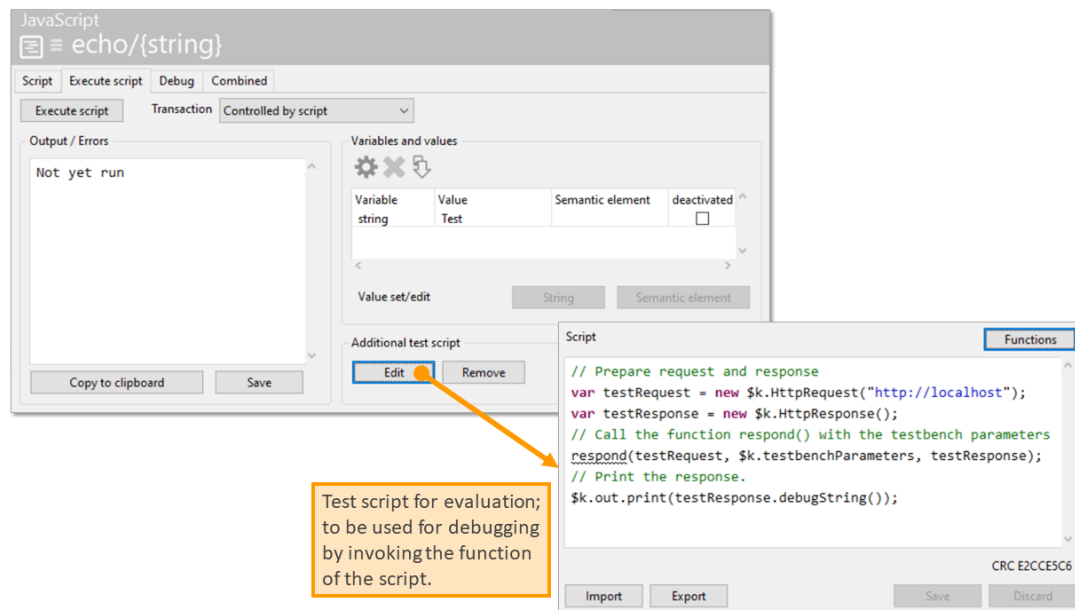 JavaScript
echo/{string}
Script Execute script Debug Combined
Execute script Transaction Controlled by script
Output / Errors
Not yet run
Copy to clipboard Save
Variables and values
Variable Value Semantic element deactivated
string Test
Value set/edit String Semantic element
Additional test script
Edit Remove
Script Functions
// Prepare request and response
var testRequest = new $k.HttpRequest("http://localhost");
var testResponse = new $k.HttpResponse();
// Call the function respond() with the testbench parameters
respond(testRequest, $k.testbenchParameters, testResponse);
// Print the response.
$k.out.print(testResponse.debugString());
CRC E2CCE5C6
Import Export Save Discard
Test script for evaluation;
to be used for debugging
by invoking the function
of the script.